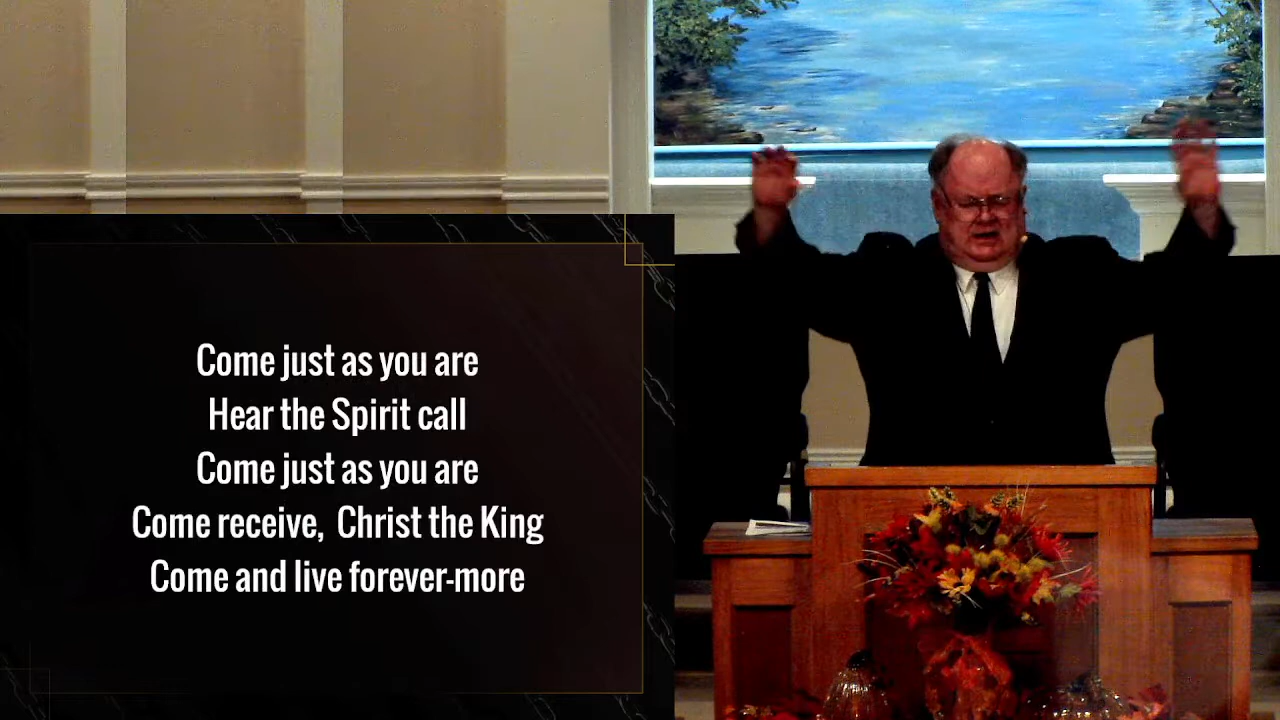 Come just as you are
Hear the Spirit call
Come just as you are
Come receive, Christ the King
Come and live forever-more